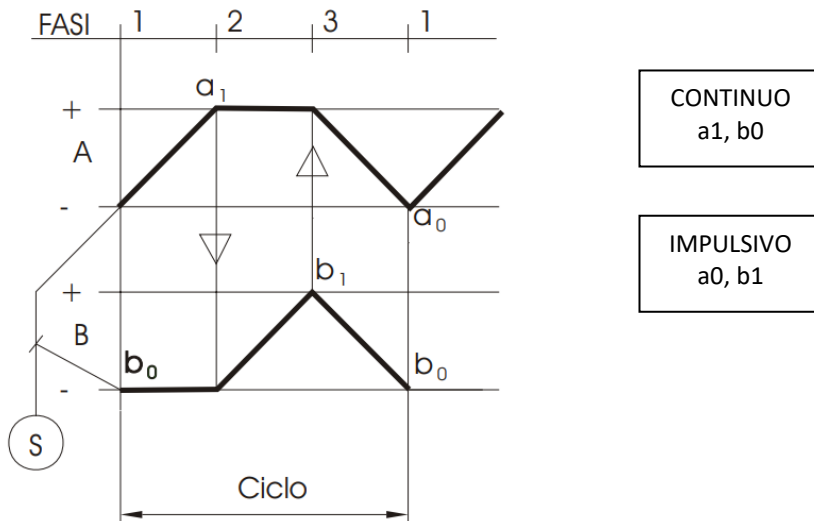 FASI 1 2 3 1
a1
+
A
-
a0
+
b1
B
b0
b0
-
S
Ciclo
CONTINUO
a1, b0
IMPULSIVO
a0, b1